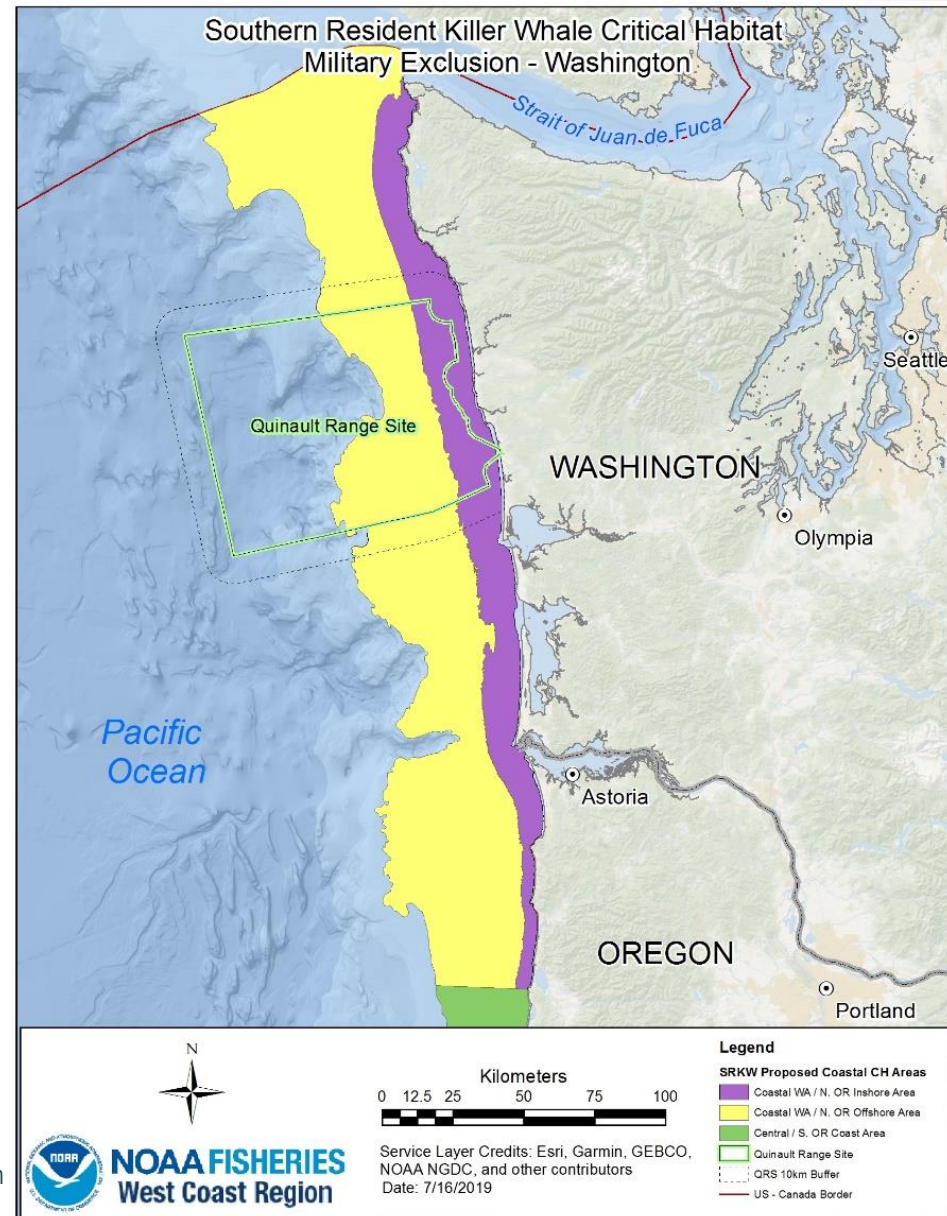 Southern Resident Killer Whale Critical Habitat
Military Exclusion - Washington
Strait of Juan de Fuca
Seattle
Quinault Range Site
WASHINGTON
Olympia
Pacific
Ocean
Astoria
OREGON
Portland
N
Kilometers
0 12.5 25 50 75 100
Service Layer Credits: Esri, Garmin, GEBCO,
NOAA NGDC, and other contributors
Date: 7/16/2019
NOAA
NOAA FISHERIES
West Coast Region
Legend
SRKW Proposed Coastal CH Areas
Coastal WA / N. OR Inshore Area
Coastal WA / N. OR Offshore Area
Central / S. OR Coast Area
Quinault Range Site
QRS 10km Buffer
US - Canada Border